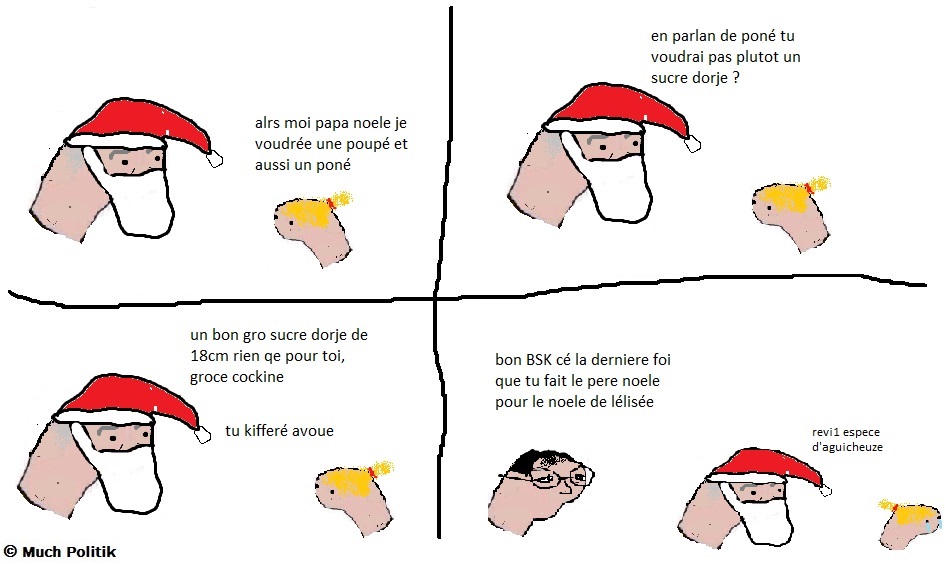 alrs moi papa noele je
voudrée une poupé et
aussi un poné
en parlan de poné tu
voudrai pas plutot un
sucre dorje ?
un bon gro sucre dorje de
18cm rien qe pour toi,
groce cockine
tu kifferé avoue
bon BSK cé la derniere foi
que tu fait le pere noele
pour le noele de lélisée
revi1 espece
d'aguicheuze
© Much Politik